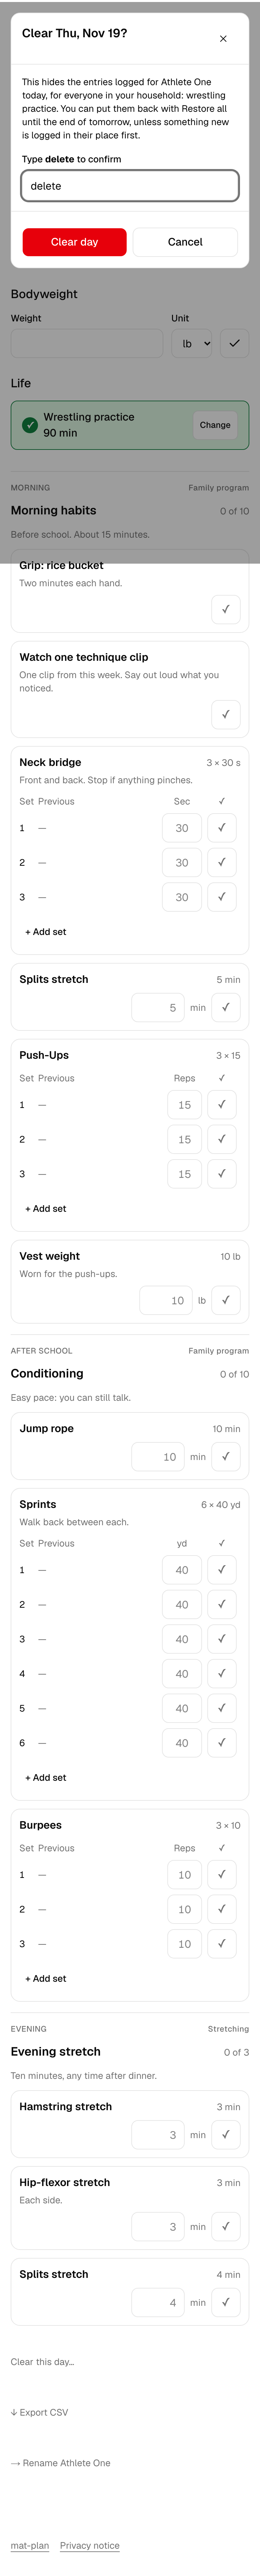 Clear Thu, Nov 19?
×
This hides the entries logged for Athlete One
today, for everyone in your household: wrestling
practice. You can put them back with Restore all
until the end of tomorrow, unless something new
is logged in their place first.
Type delete to confirm
delete
Clear day
Cancel
Bodyweight
Weight
Unit
lb
✓
Life
✓
Wrestling practice
90 min
Change
MORNING
Family program
Morning habits
0 of 10
Before school. About 15 minutes.
Grip: rice bucket
Two minutes each hand.
✓
Watch one technique clip
One clip from this week. Say out loud what you
noticed.
✓
Neck bridge
3 × 30 s
Front and back. Stop if anything pinches.
Set Previous Sec ✓
1 — 30 ✓
2 — 30 ✓
3 — 30 ✓
+ Add set
Splits stretch
5 min
5 min ✓
Push-Ups
3 × 15
Set Previous Reps ✓
1 — 15 ✓
2 — 15 ✓
3 — 15 ✓
+ Add set
Vest weight
10 lb
Worn for the push-ups.
10 lb ✓
AFTER SCHOOL
Family program
Conditioning
0 of 10
Easy pace: you can still talk.
Jump rope
10 min
10 min ✓
Sprints
6 × 40 yd
Walk back between each.
Set Previous yd ✓
1 — 40 ✓
2 — 40 ✓
3 — 40 ✓
4 — 40 ✓
5 — 40 ✓
6 — 40 ✓
+ Add set
Burpees
3 × 10
Set Previous Reps ✓
1 — 10 ✓
2 — 10 ✓
3 — 10 ✓
+ Add set
EVENING
Stretching
Evening stretch
0 of 3
Ten minutes, any time after dinner.
Hamstring stretch
3 min
3 min ✓
Hip-flexor stretch
3 min
Each side.
3 min ✓
Splits stretch
4 min
4 min ✓
Clear this day...
↓ Export CSV
→ Rename Athlete One
mat-plan
Privacy notice